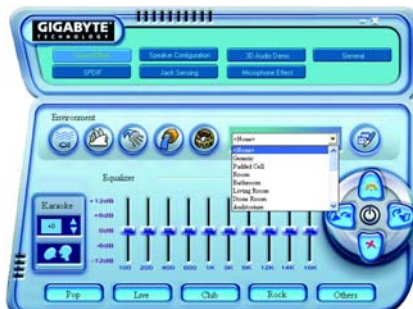 GIGABYTE™
TECHNOLOGY
Sound Effect
Speaker Configuration
3D Audio Demo
General
S/PDIF
Jack Sensing
Microphone Effect
Environment
<None>
<None>
Generic
Padded Cell
Room
Bathroom
Living Room
Stone Room
Auditorium
Equalizer
Karaoke
+0
+12dB
+6dB
0dB
-6dB
-12dB
100 200 400 600 1K 3K 6K 12K 14K 16K
Pop
Live
Club
Rock
Others